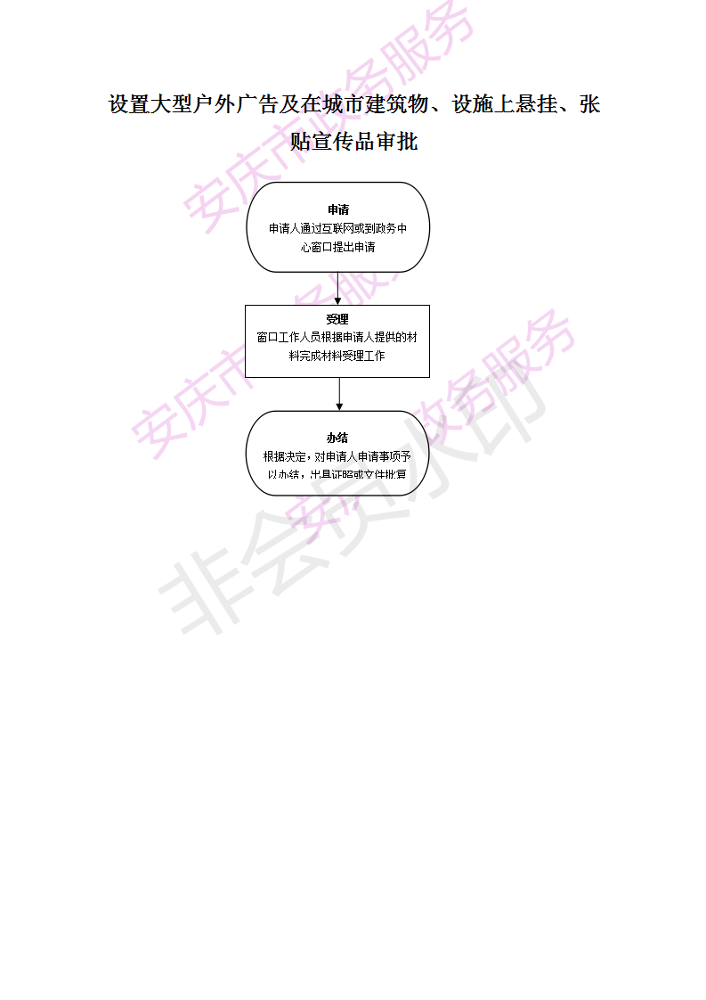 设置大型户外广告及在城市建筑物、设施上悬挂、张
贴宣传品审批
申请
申请人通过互联网或到政务中
心窗口提出申请
受理
窗口工作人员根据申请人提供的材
料完成材料受理工作
办结
根据决定，对申请人申请事项予
以办结，出具证照或文件批复
安庆市政务服务
安庆市政务服务
安庆市政务服务
非会员水印